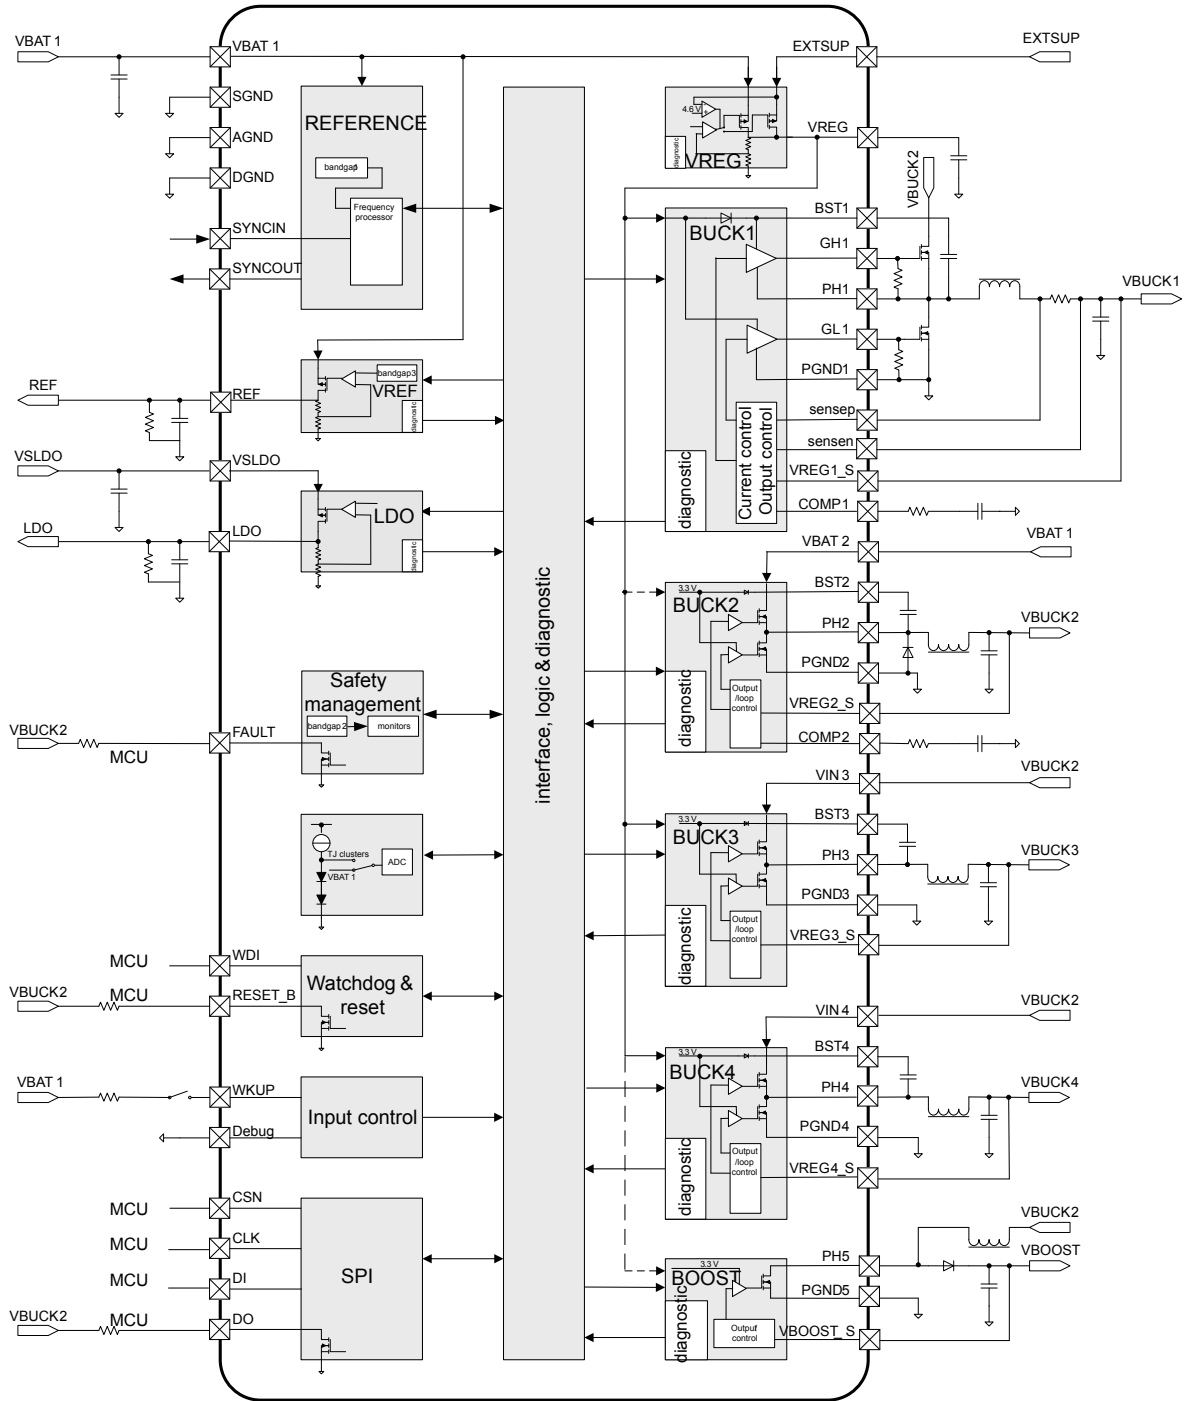 VBAT 1
VBAT 1
SGND
AGND
DGND
SYNCIN
SYNCOUT
REFERENCE
bandgap1
Frequency
processor
REF
REF
bandgap3
VREF
diagnostic
VSLDO
VSLDO
LDO
LDO
LDO
diagnostic
Safety
management
bandgap 2
monitors
VBUCK2
MCU
FAULT
TJ clusters
VBAT 1
ADC
MCU
WDI
VBUCK2
MCU
RESET_B
Watchdog &
reset
VBAT 1
WKUP
Debug
Input control
MCU
CSN
MCU
CLK
MCU
DI
VBUCK2
MCU
DO
SPI
interface, logic & diagnostic
EXTSUP
EXTSUP
4.6 V
+
diagnostic
VREG
VREG
VBUCK2
BUCK1
BST1
GH1
PH1
GL1
PGND1
sensep
sensen
VREG1_S
COMP1
Current control
Output control
diagnostic
VBUCK1
VBAT 2
VBAT 1
3.3 V
BUCK2
BST2
PH2
PGND2
VREG2_S
COMP2
Output
/loop
control
diagnostic
VBUCK2
VIN 3
VBUCK2
3.3 V
BUCK3
BST3
PH3
PGND3
VREG3_S
Output
/loop
control
diagnostic
VBUCK3
VIN 4
VBUCK2
3.3 V
BUCK4
BST4
PH4
PGND4
VREG4_S
Output
/loop
control
diagnostic
VBUCK4
VBUCK2
3.3 V
BOOST
PH5
PGND5
VBOOST_S
Output
control
diagnostic
VBOOST